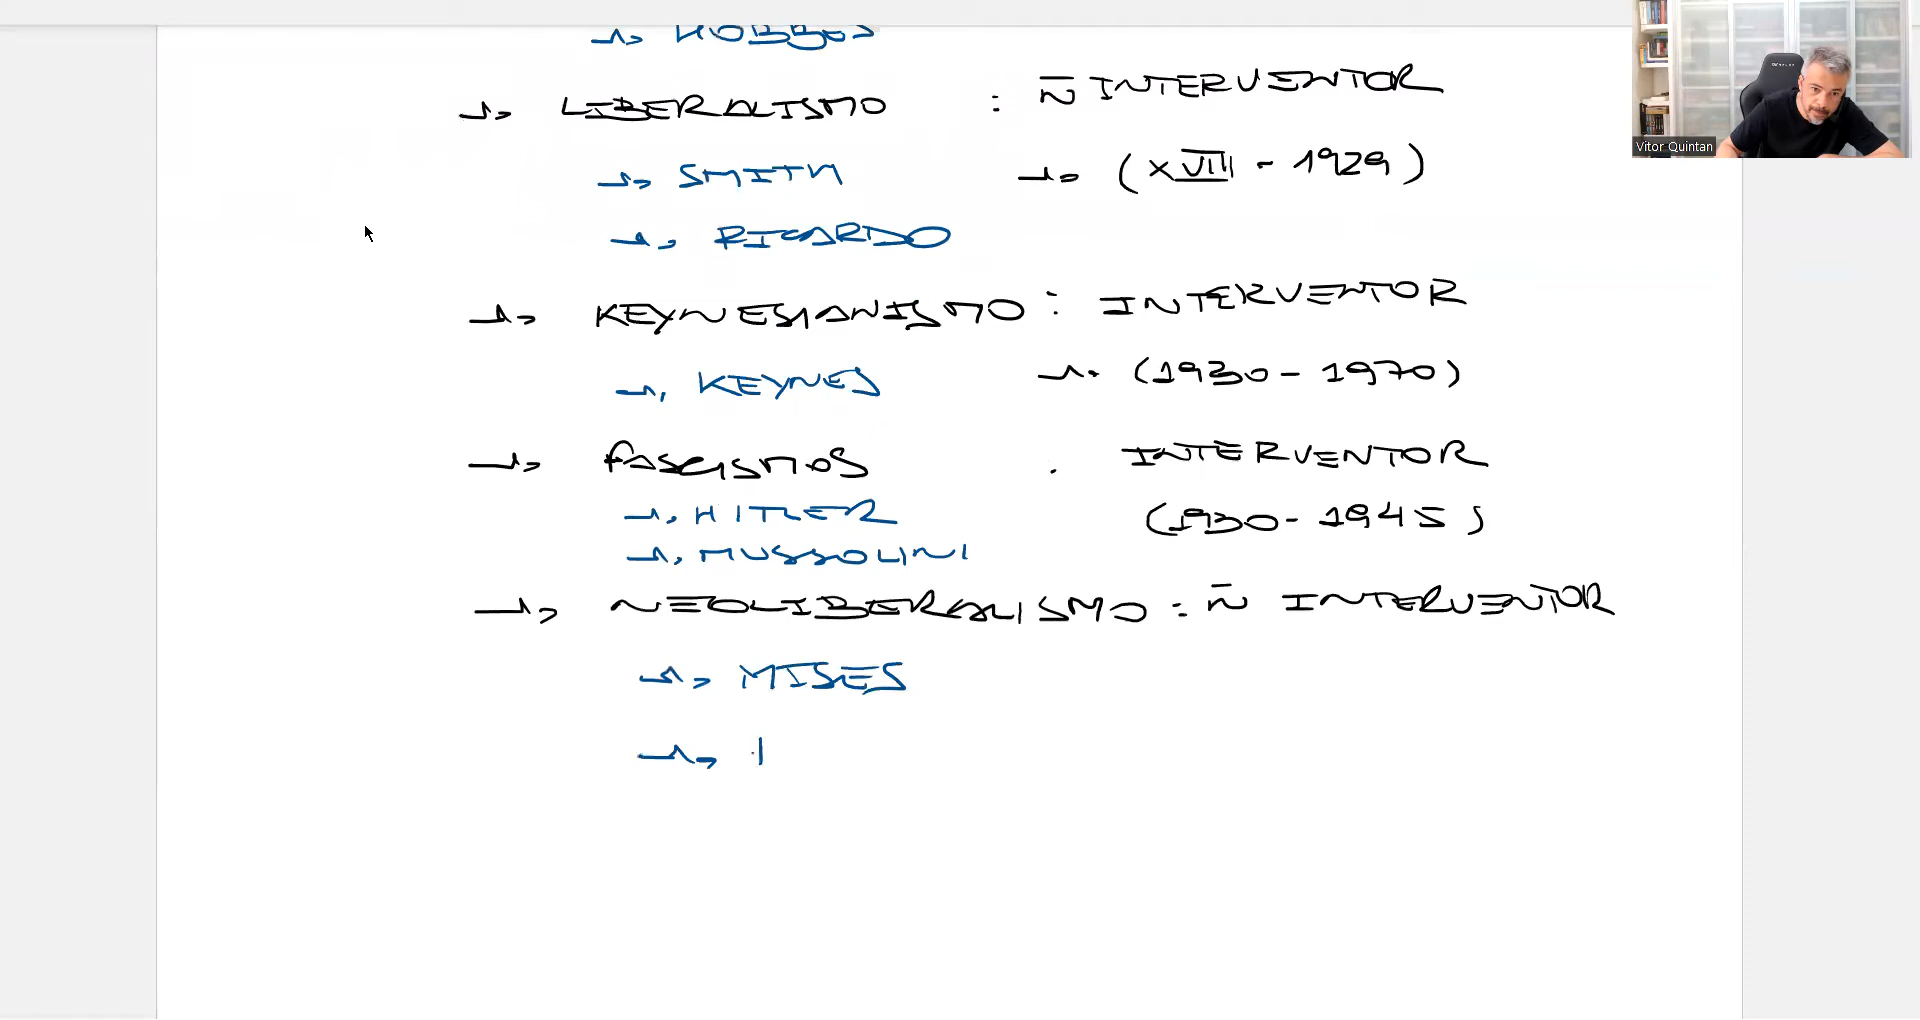 → HOBBES
→ LIBERALISMO : ñ INTERVENTOR
→ SMITH → (XVIII - 1929)
→ RICARDO
→ KEYNESIANISMO : INTERVENTOR
→ KEYNES → (1930 - 1970)
→ FASCISMOS . INTERVENTOR
→ HITLER (1930 - 1945)
→ MUSSOLINI
→ NEOLIBERALISMO : ñ INTERVENTOR
→ MISES
→
Vitor Quintan